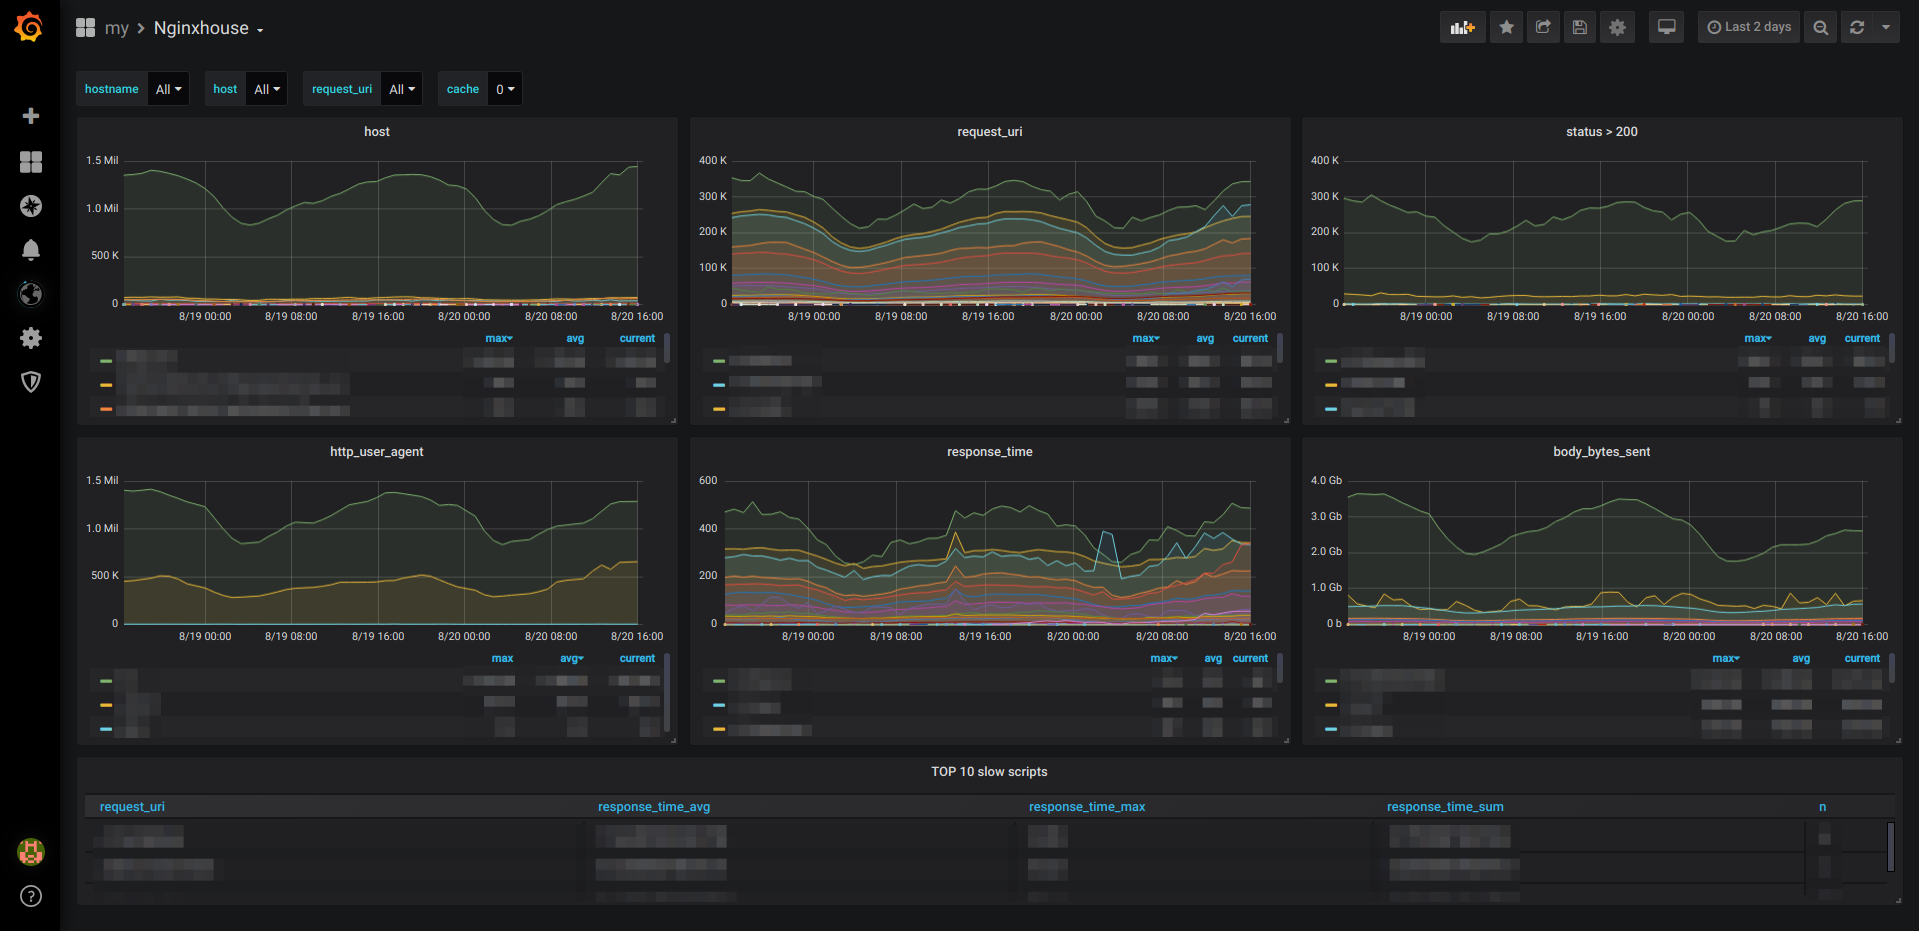 my > Nginxhouse
Last 2 days
hostname All
host All
request_uri All
cache 0
host
1.5 Mil
1.0 Mil
500 K
0
8/19 00:00 8/19 08:00 8/19 16:00 8/20 00:00 8/20 08:00 8/20 16:00
max avg current
request_uri
400 K
300 K
200 K
100 K
0
8/19 00:00 8/19 08:00 8/19 16:00 8/20 00:00 8/20 08:00 8/20 16:00
max avg current
status > 200
400 K
300 K
200 K
100 K
0
8/19 00:00 8/19 08:00 8/19 16:00 8/20 00:00 8/20 08:00 8/20 16:00
max avg current
http_user_agent
1.5 Mil
1.0 Mil
500 K
0
8/19 00:00 8/19 08:00 8/19 16:00 8/20 00:00 8/20 08:00 8/20 16:00
max avg current
response_time
600
400
200
0
8/19 00:00 8/19 08:00 8/19 16:00 8/20 00:00 8/20 08:00 8/20 16:00
max avg current
body_bytes_sent
4.0 Gb
3.0 Gb
2.0 Gb
1.0 Gb
0 b
8/19 00:00 8/19 08:00 8/19 16:00 8/20 00:00 8/20 08:00 8/20 16:00
max avg current
TOP 10 slow scripts
request_uri response_time_avg response_time_max response_time_sum n